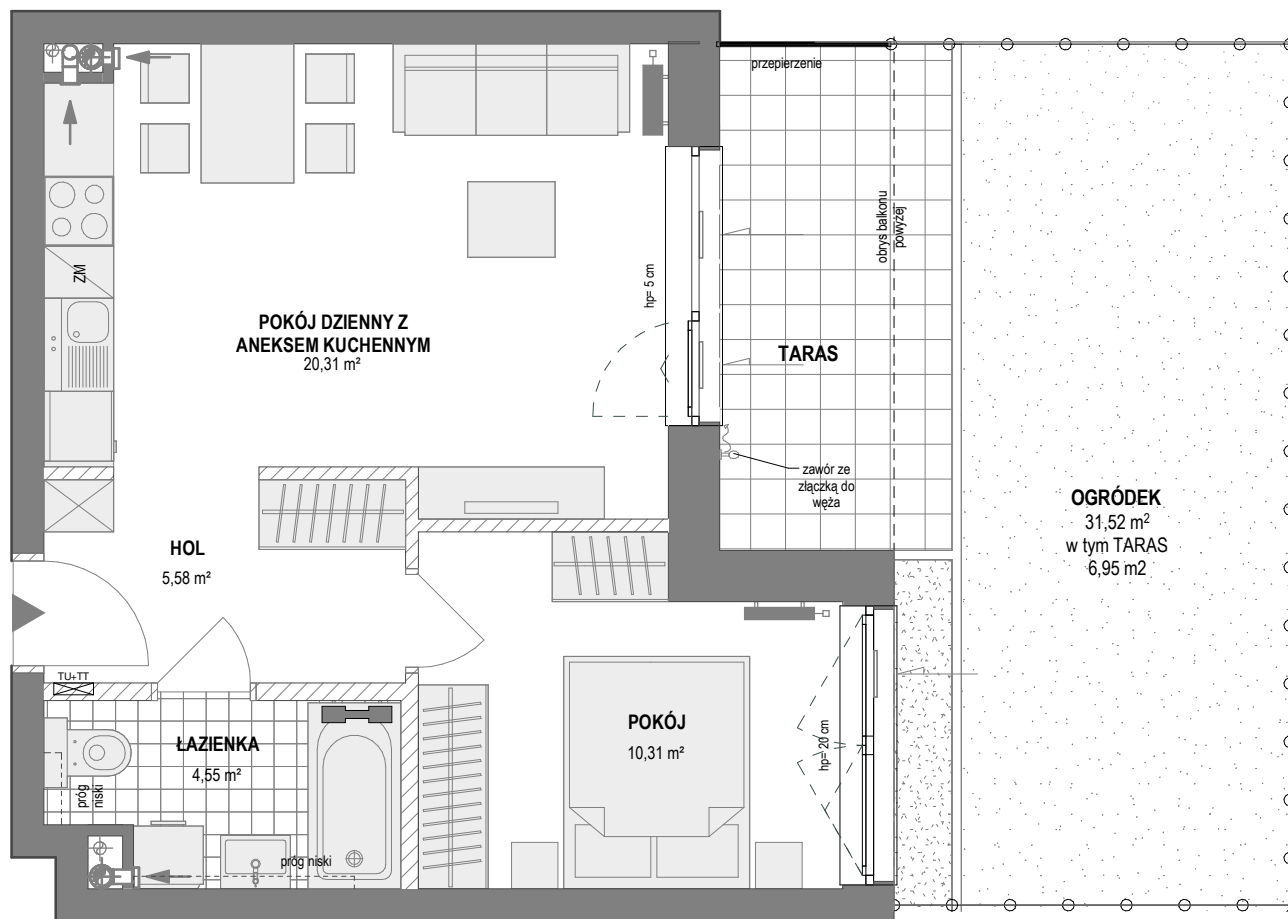 przepierzenie
obrys balkonu
powyżej
ZM
hp= 5 cm
POKÓJ DZIENNY Z
ANEKSEM KUCHENNYM
20,31 m²
TARAS
zawór ze
złączką do
węża
OGRÓDEK
31,52 m²
w tym TARAS
6,95 m2
HOL
5,58 m²
TU+TT
ŁAZIENKA
4,55 m²
POKÓJ
10,31 m²
hp= 20 cm
próg
niski
próg niski